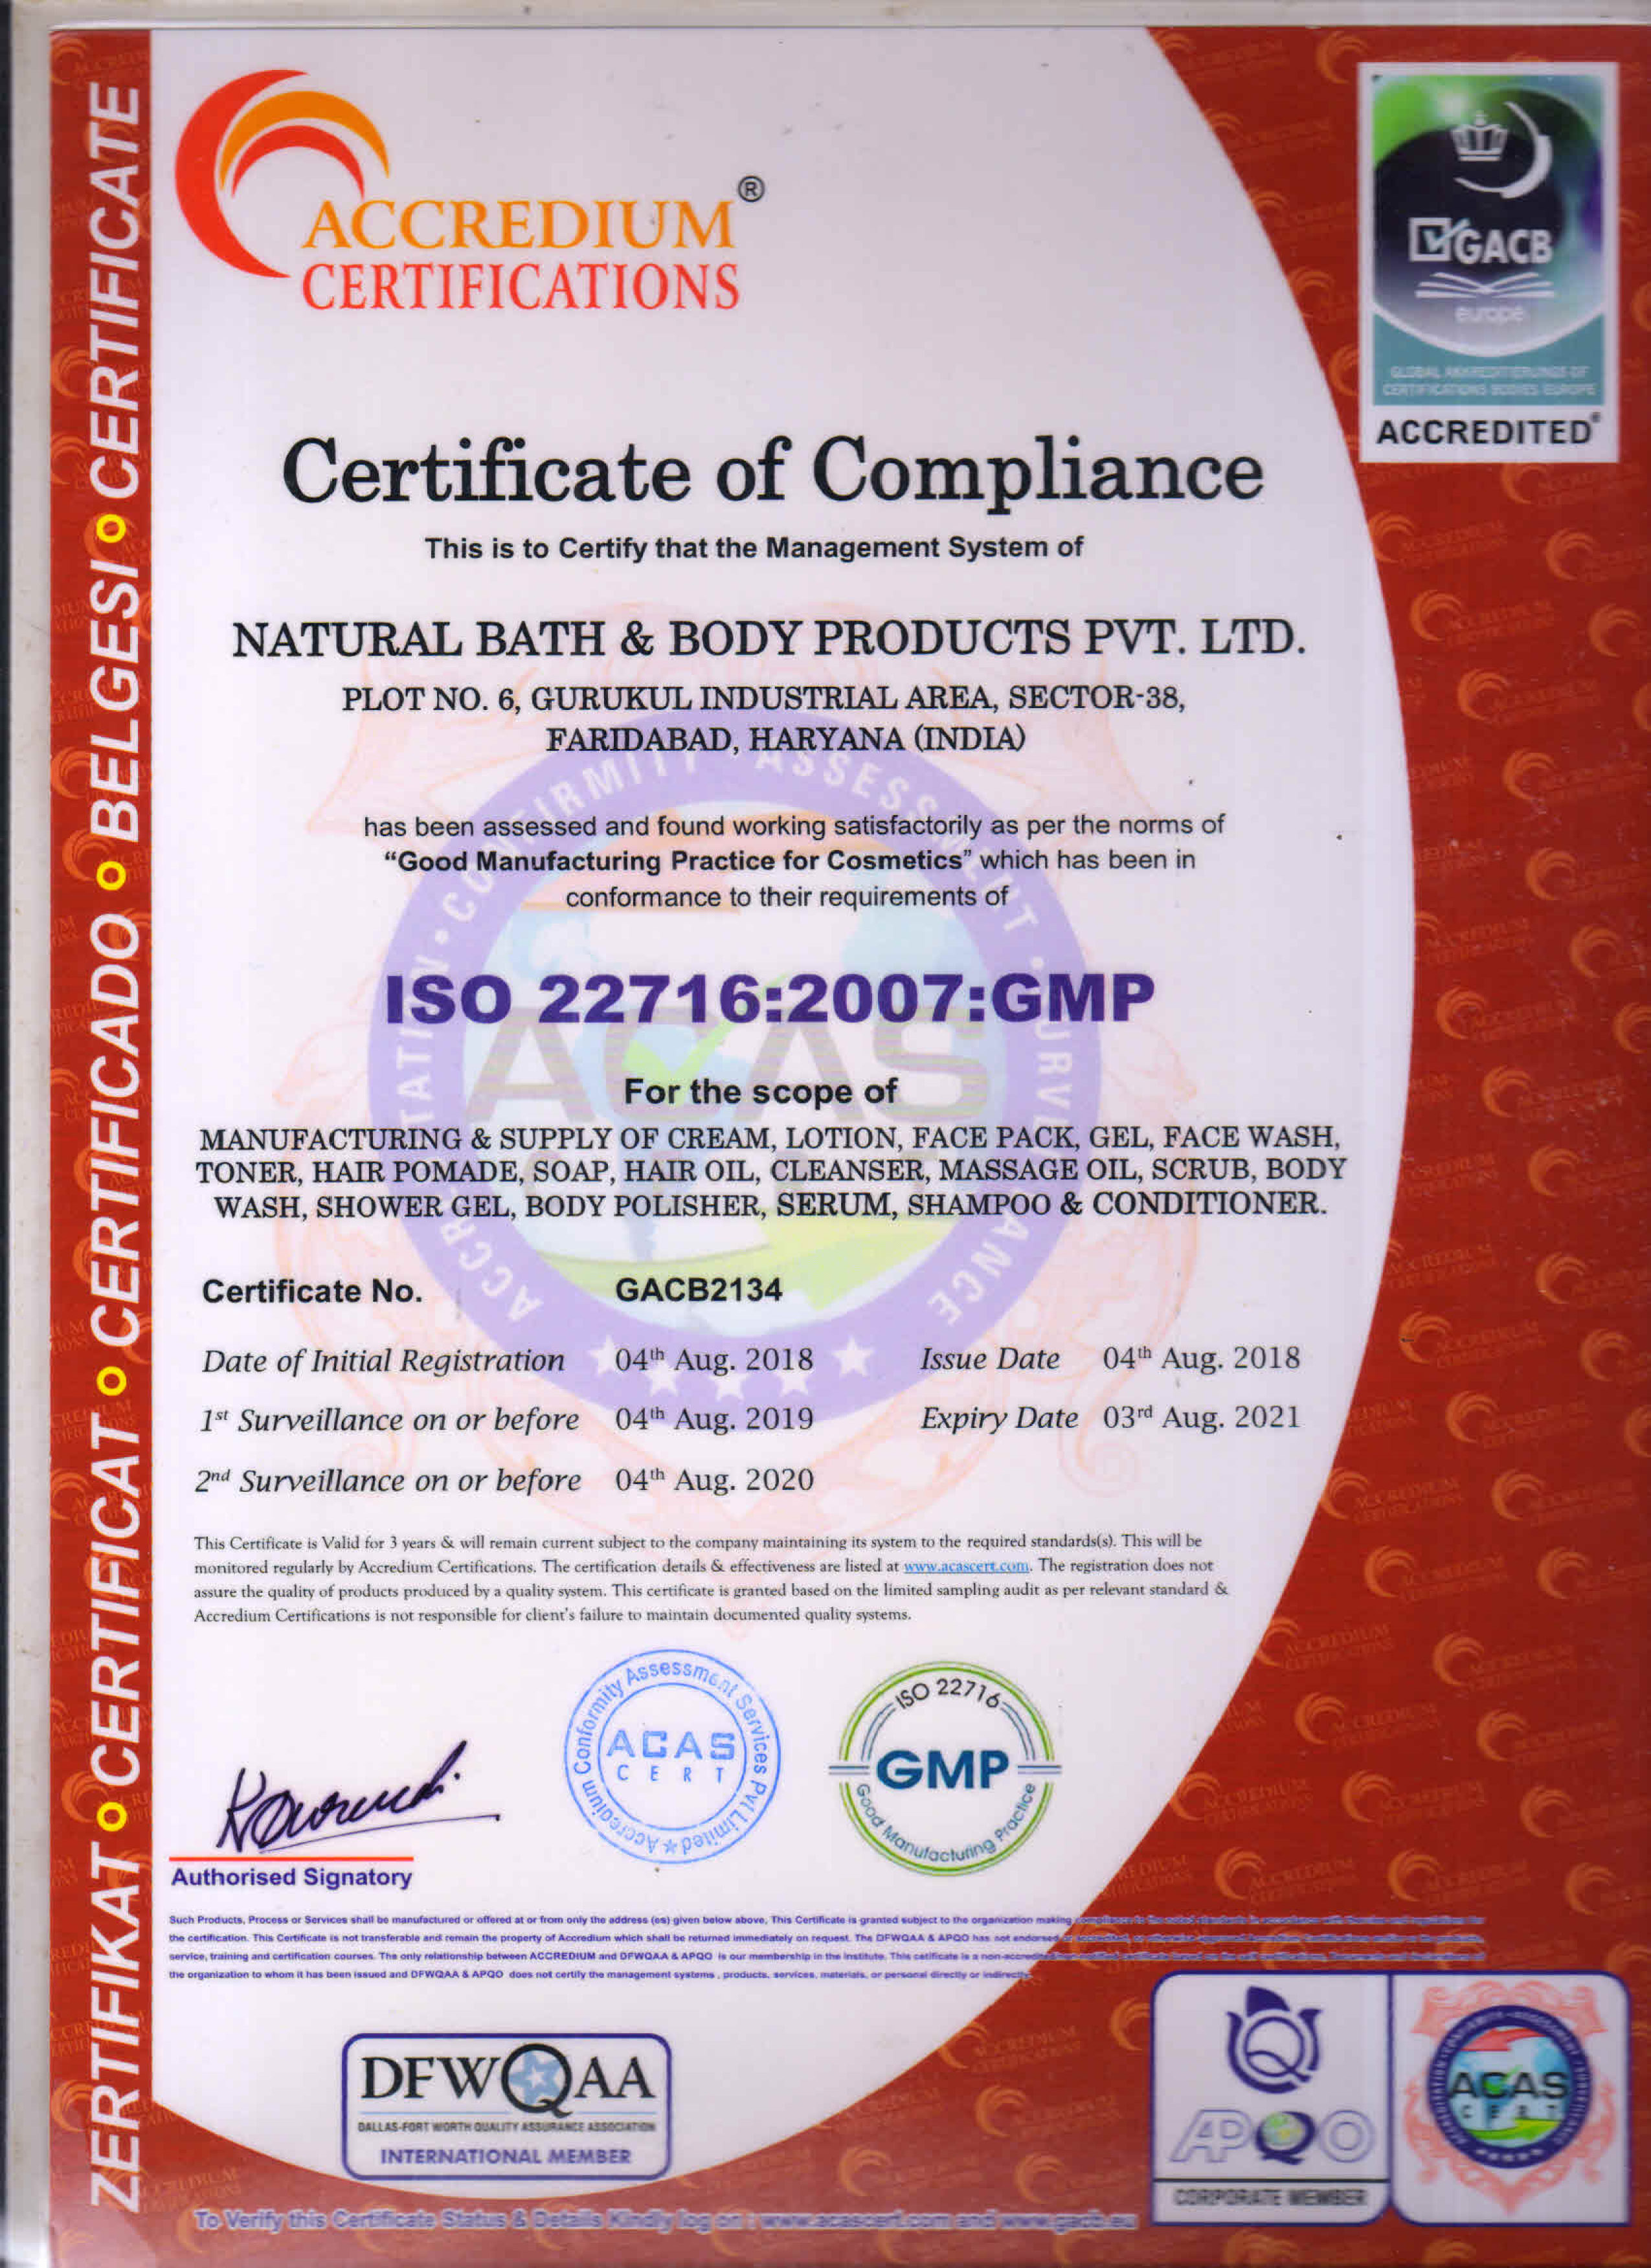 ZERTIFIKAT • CERTIFICAT • CERTIFICADO • BELGESI • CERTIFICATE
ACCREDIUM®
CERTIFICATIONS
GACB
europe
GLOBAL AKKREDITIERUNGS OF
CERTIFICATIONS BODIES EUROPE
ACCREDITED®
Certificate of Compliance
This is to Certify that the Management System of
NATURAL BATH & BODY PRODUCTS PVT. LTD.
PLOT NO. 6, GURUKUL INDUSTRIAL AREA, SECTOR-38,
FARIDABAD, HARYANA (INDIA)
has been assessed and found working satisfactorily as per the norms of
“Good Manufacturing Practice for Cosmetics” which has been in
conformance to their requirements of
ISO 22716:2007:GMP
For the scope of
MANUFACTURING & SUPPLY OF CREAM, LOTION, FACE PACK, GEL, FACE WASH,
TONER, HAIR POMADE, SOAP, HAIR OIL, CLEANSER, MASSAGE OIL, SCRUB, BODY
WASH, SHOWER GEL, BODY POLISHER, SERUM, SHAMPOO & CONDITIONER.
Certificate No. GACB2134
Date of Initial Registration 04th Aug. 2018 Issue Date 04th Aug. 2018
1st Surveillance on or before 04th Aug. 2019 Expiry Date 03rd Aug. 2021
2nd Surveillance on or before 04th Aug. 2020
This Certificate is Valid for 3 years & will remain current subject to the company maintaining its system to the required standards(s). This will be
monitored regularly by Accredium Certifications. The certification details & effectiveness are listed at www.acascert.com. The registration does not
assure the quality of products produced by a quality system. This certificate is granted based on the limited sampling audit as per relevant standard &
Accredium Certifications is not responsible for client's failure to maintain documented quality systems.
Accredium Conformity Assessment Services Pvt Limited
ACAS
CERT
ISO 22716
GMP
Good Manufacturing Practice
Authorised Signatory
Such Products, Process or Services shall be manufactured or offered at or from only the address (es) given below above, This Certificate is granted subject to the organization making
the certification. This Certificate is not transferable and remain the property of Accredium which shall be returned immediately on request. The DFWQAA & APQO has not endorsed
service, training and certification courses. The only relationship between ACCREDIUM and DFWQAA & APQO is our membership in the institute. This
the organization to whom it has been issued and DFWQAA & APQO does not certify the management systems, products, services, materials, or personal directly or indirectly
DFWQAA
DALLAS-FORT WORTH QUALITY ASSURANCE ASSOCIATION
INTERNATIONAL MEMBER
APQO
CORPORATE MEMBER
ACAS
CERT
To Verify this Certificate Status & Details Kindly log on : www.acascert.com and www.gacb.eu